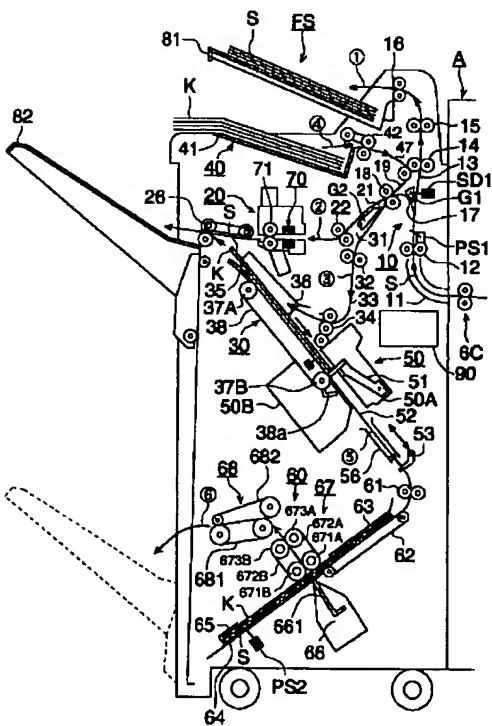 S
81
FS
16
①
A
K
82
42
④
47
15
41
40
14
19
13
71
18
SD1
20
70
G2
21
G1
26
S
22
17
②
31
10
PS1
35
K
36
32
S
12
37A
③
33
11
38
34
30
50
6C
90
37B
51
50B
50A
38a
52
53
⑤
56
682
68
60
61
⑥
67
63
673A
672A
671A
62
681
673B
672B
671B
K
661
65
66
S
64
PS2